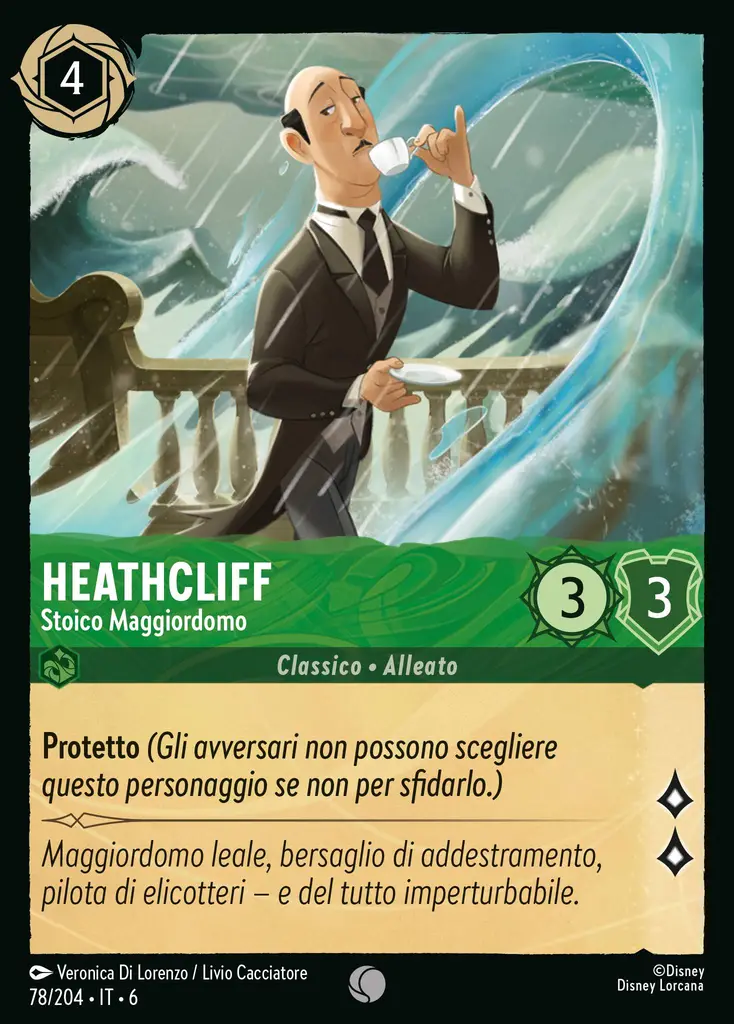 4
HEATHCLIFF
Stoico Maggiordomo
3
3
Classico • Alleato
Protetto (Gli avversari non possono scegliere
questo personaggio se non per sfidarlo.)
Maggiordomo leale, bersaglio di addestramento,
pilota di elicotteri – e del tutto imperturbabile.
Veronica Di Lorenzo / Livio Cacciatore
78/204 • IT • 6
©Disney
Disney Lorcana